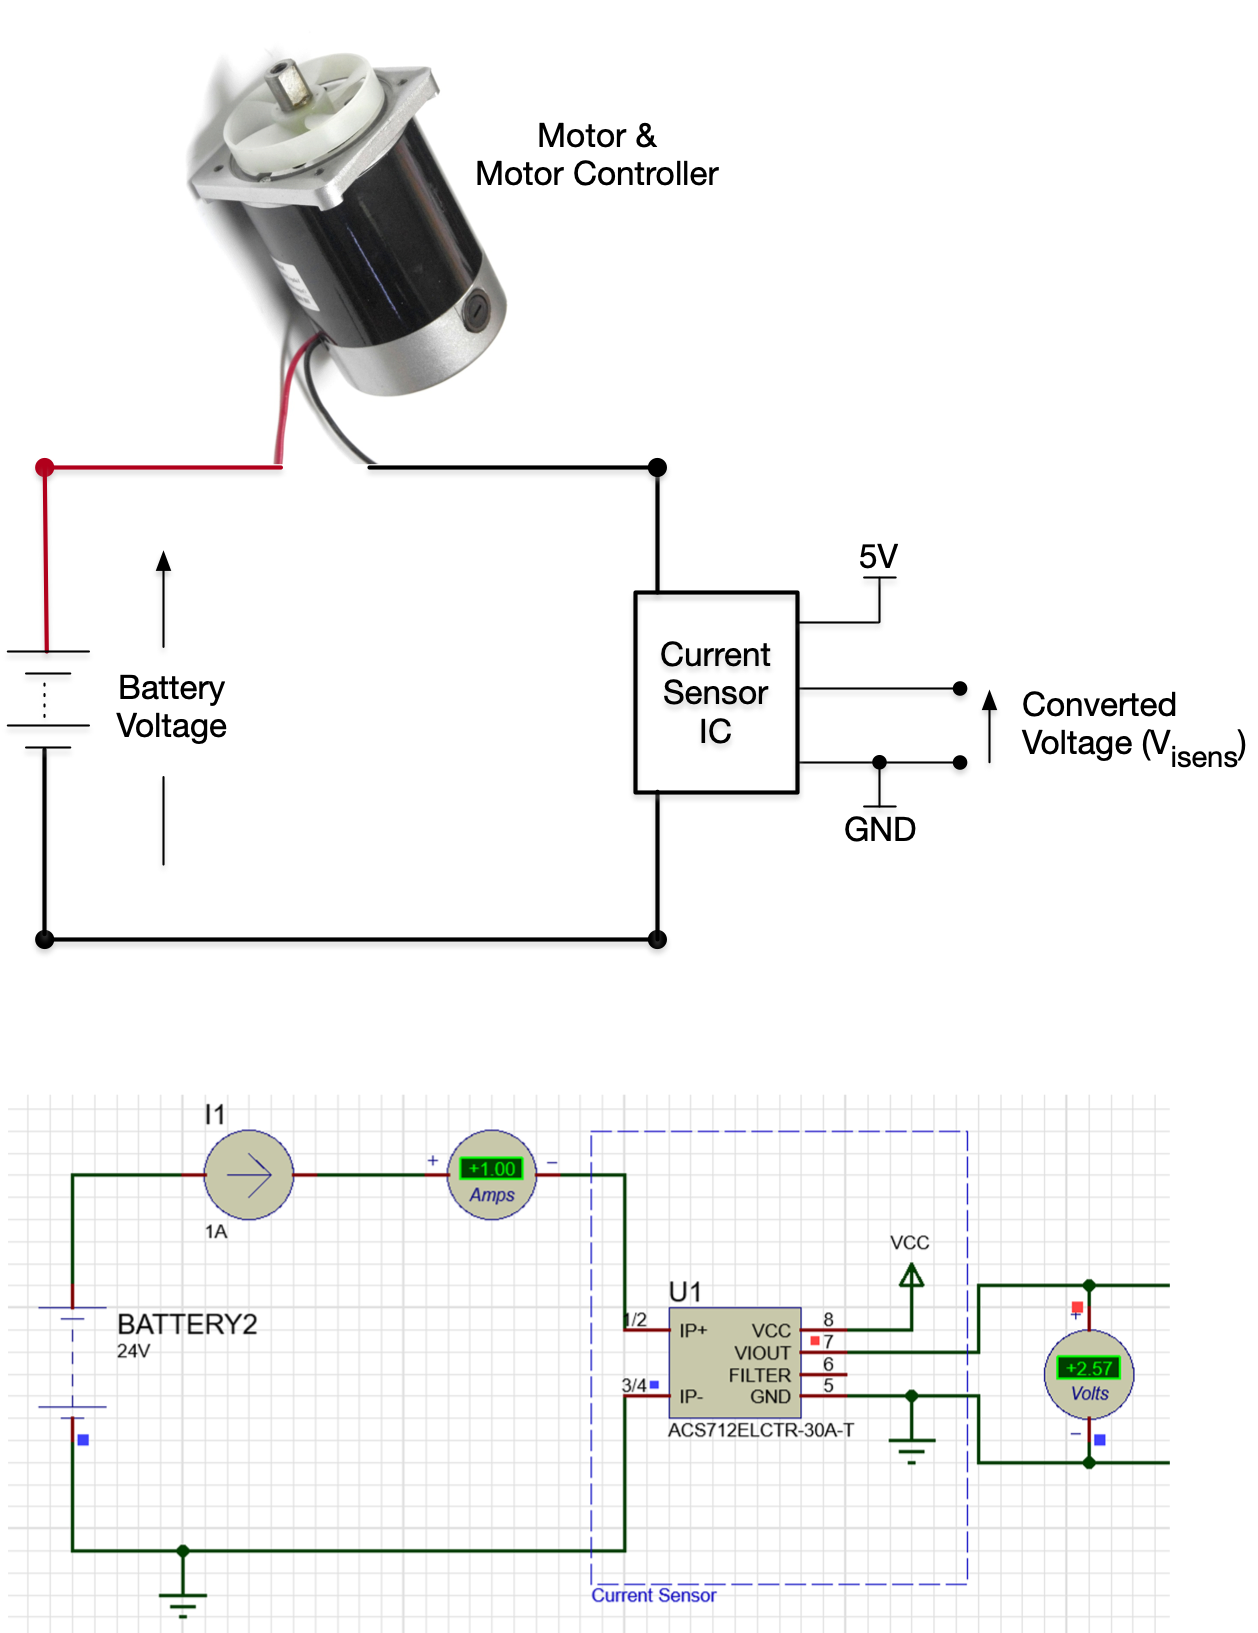 Motor &
Motor Controller
5V
Current
Sensor
IC
Battery
Voltage
Converted
Voltage (Visens)
GND
I1
+
+1.00
Amps
−
1A
VCC
U1
BATTERY2
24V
1/2
IP+
VCC
8
VIOUT
7
FILTER
6
3/4
IP-
GND
5
ACS712ELCTR-30A-T
+
+2.57
Volts
−
Current Sensor